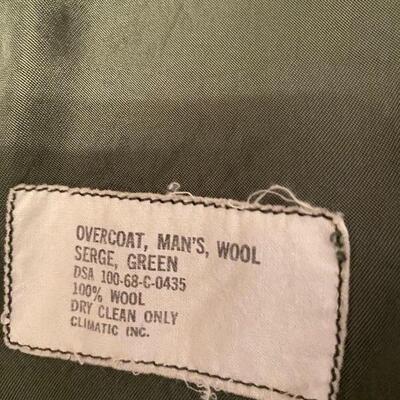 OVERCOAT, MAN'S, WOOL
SERGE, GREEN
DSA 100-68-C-0435
100% WOOL
DRY CLEAN ONLY
CLIMATIC INC.